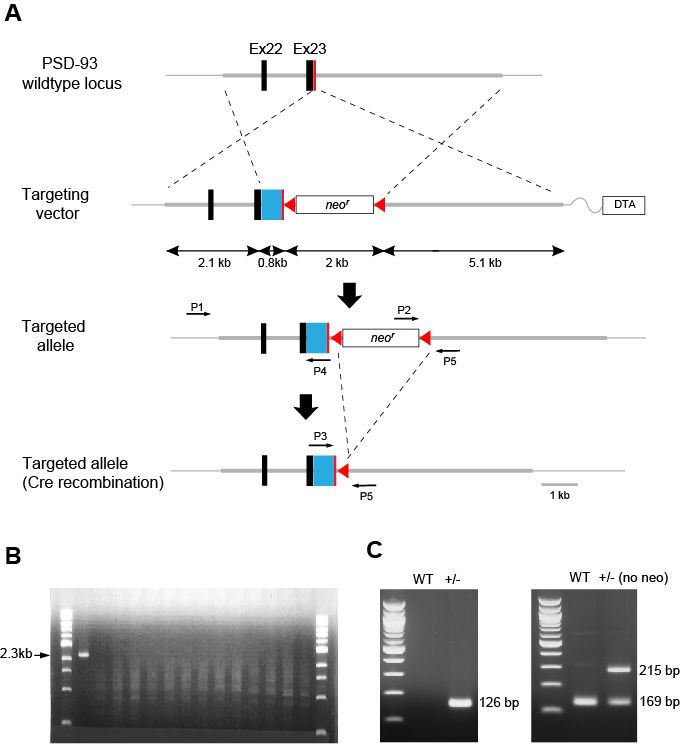 A
Ex22 Ex23
PSD-93
wildtype locus
Targeting
vector
neoʳ
DTA
2.1 kb 0.8kb 2 kb 5.1 kb
P1 P2
Targeted
allele
neoʳ
P4 P5
P3
Targeted allele
(Cre recombination)
P5
1 kb
B
C
WT +/-
WT +/- (no neo)
2.3kb
126 bp
215 bp
169 bp